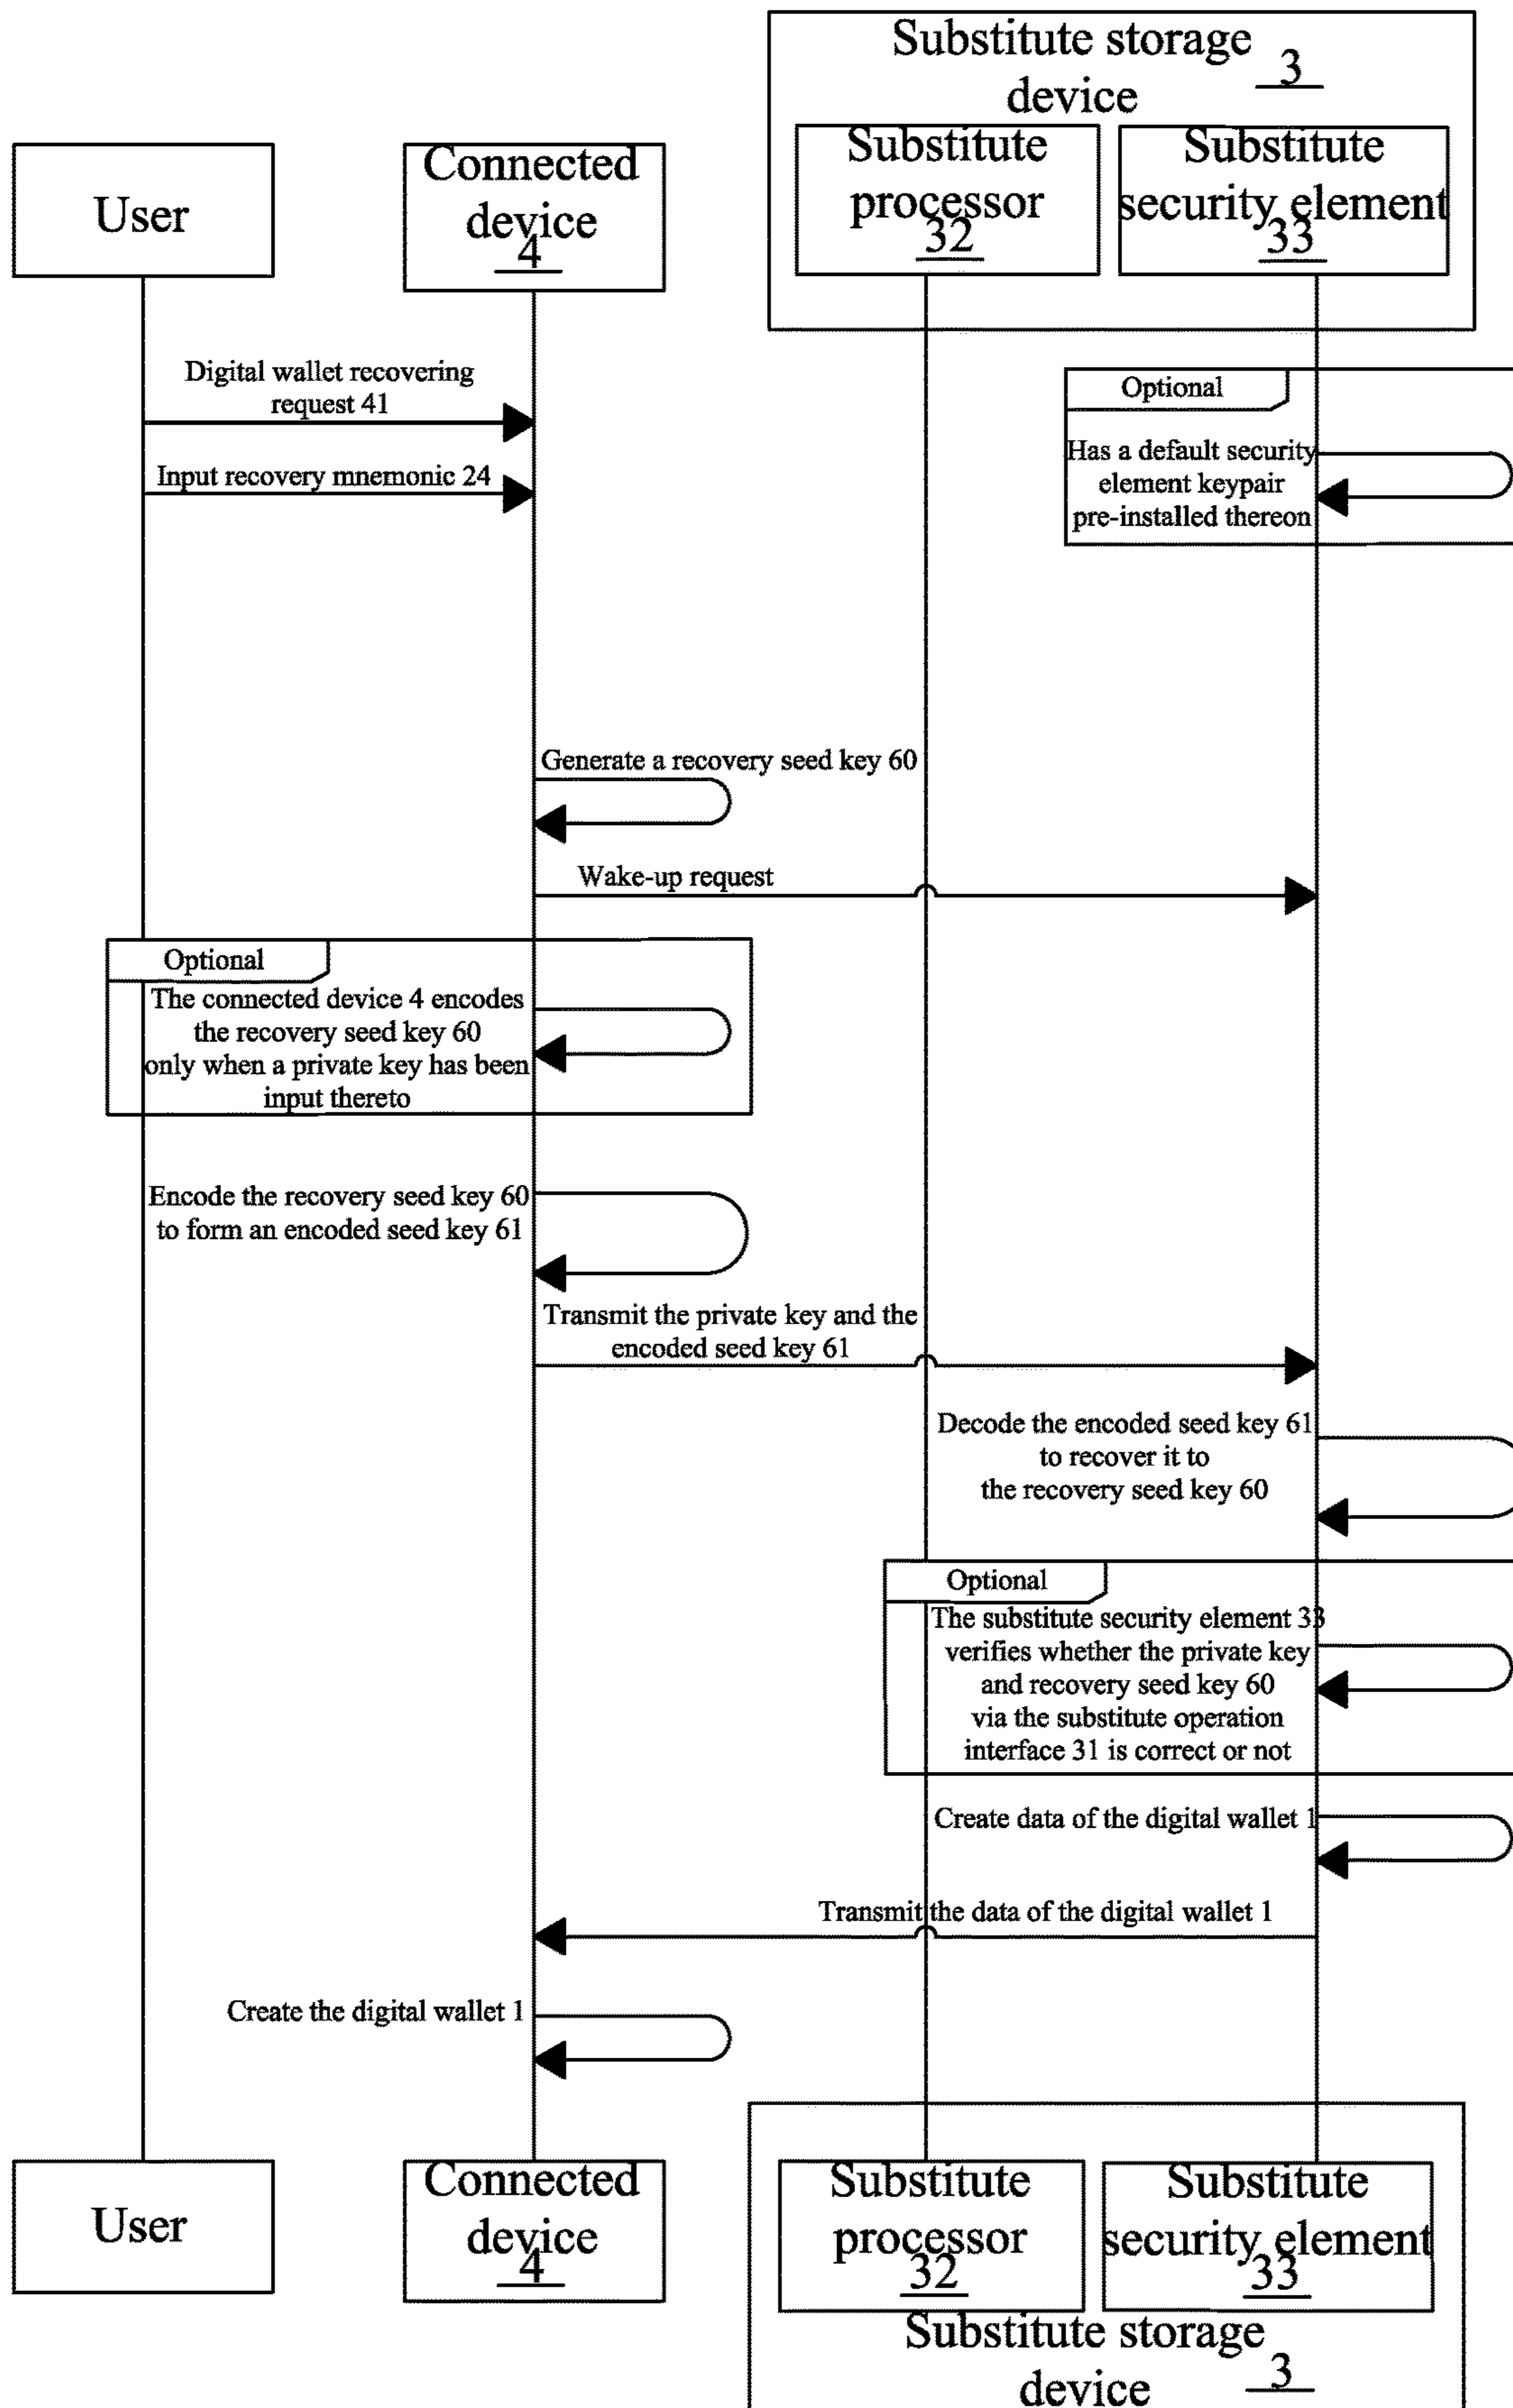 Substitute storage
device
3
User
Connected
device
4
Substitute
processor
32
Substitute
security element
33
Digital wallet recovering
request 41
Optional
Input recovery mnemonic 24
Has a default security
element keypair
pre-installed thereon
Generate a recovery seed key 60
Wake-up request
Optional
The connected device 4 encodes
the recovery seed key 60
only when a private key has been
input thereto
Encode the recovery seed key 60
to form an encoded seed key 61
Transmit the private key and the
encoded seed key 61
Decode the encoded seed key 61
to recover it to
the recovery seed key 60
Optional
The substitute security element 33
verifies whether the private key
and recovery seed key 60
via the substitute operation
interface 31 is correct or not
Create data of the digital wallet 1
Transmit the data of the digital wallet 1
Create the digital wallet 1
User
Connected
device
4
Substitute
processor
32
Substitute
security element
33
Substitute storage
device
3